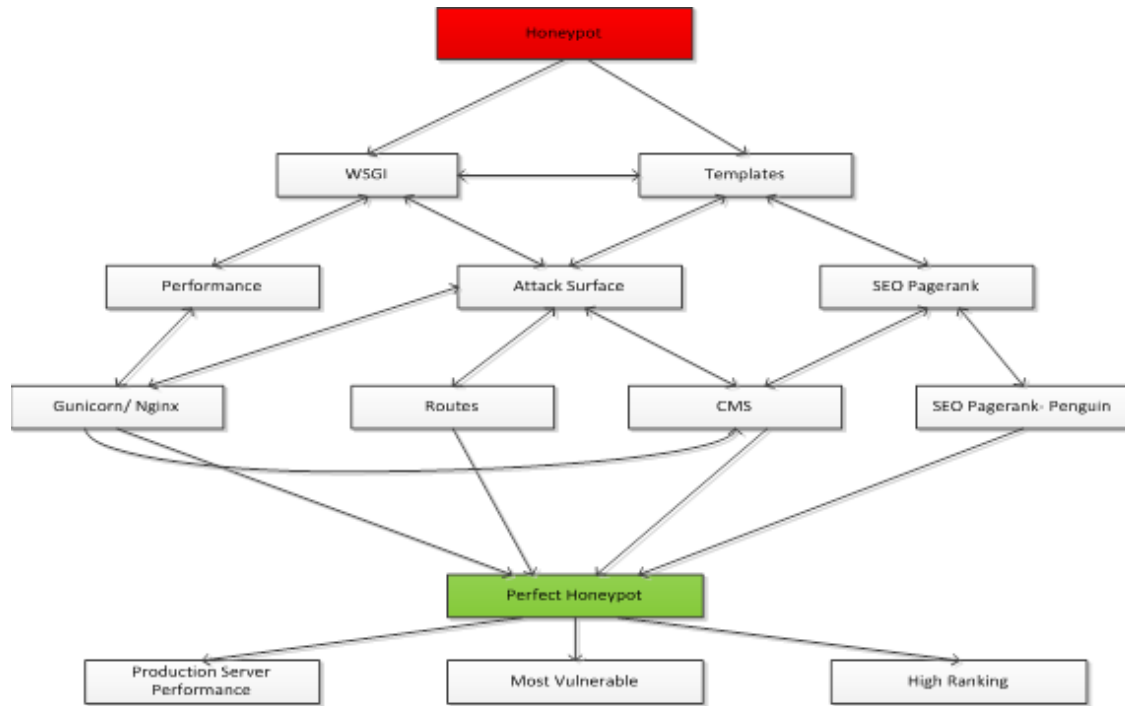 Honeypot
WSGI
Templates
Performance
Attack Surface
SEO Pagerank
Gunicorn/ Nginx
Routes
CMS
SEO Pagerank- Penguin
Perfect Honeypot
Production Server
Performance
Most Vulnerable
High Ranking